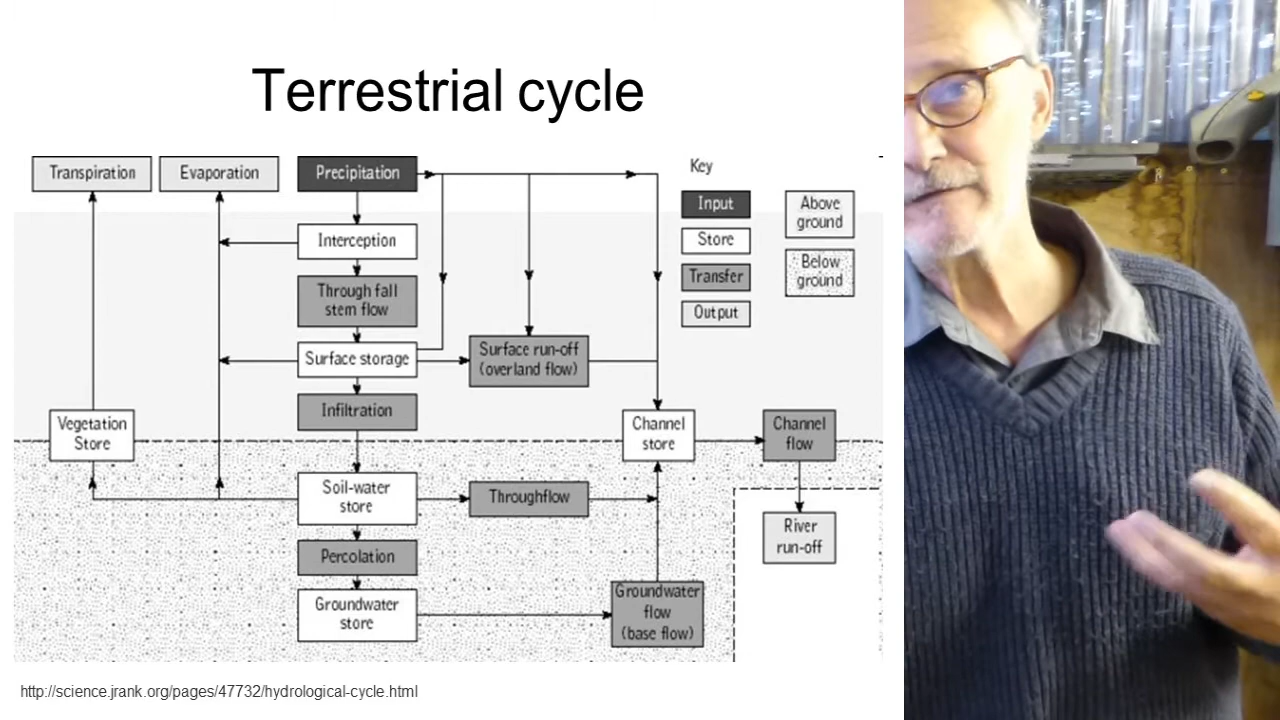 Terrestrial cycle
Transpiration
Evaporation
Precipitation
Key
Input
Above
ground
Store
Interception
Below
ground
Transfer
Through fall
stem flow
Output
Surface storage
Surface run-off
(overland flow)
Infiltration
Vegetation
Store
Channel
store
Channel
flow
Soil-water
store
Throughflow
River
run-off
Percolation
Groundwater
store
Groundwater
flow
(base flow)
http://science.jrank.org/pages/47732/hydrological-cycle.html